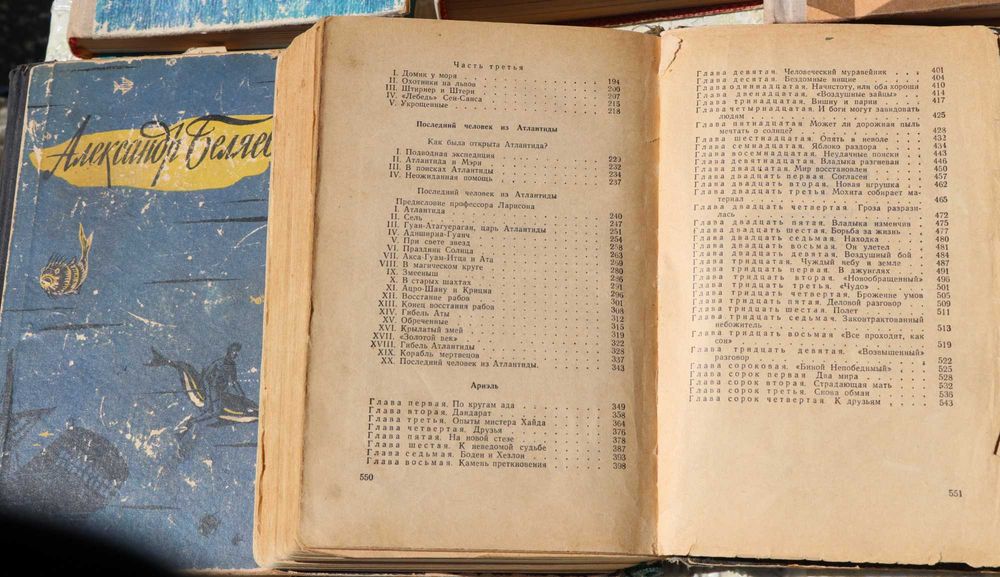 Александр Беляев
Часть третья
I. Домик у моря 194
II. Охотники на львов 200
III. Штирнер и Штерн 207
IV. «Лебедь» Сен-Санса 215
V. Укрощенные 218
Последний человек из Атлантиды
Как была открыта Атлантида?
I. Подводная экспедиция 229
II. Атлантида и Мэри 232
III. В поисках Атлантиды 234
IV. Неожиданная помощь 237
Последний человек из Атлантиды
Предисловие профессора Ларисона
I. Атлантида 240
II. Сель 247
III. Гуан-Атагуераган, царь Атлантиды 251
IV. Адиширна-Гуанч 254
V. При свете звезд 258
VI. Праздник Солнца 263
VII. Акса-Гуам-Итца и Ата 269
VIII. В магическом круге 280
IX. Змееныш 286
X. В старых шахтах 291
XI. Ацро-Шану и Крицна 296
XII. Восстание рабов 301
XIII. Конец восстания рабов 308
XIV. Гибель Аты 312
XV. Обреченные 315
XVI. Крылатый змей 319
XVII. «Золотой век» 322
XVIII. Гибель Атлантиды 328
XIX. Корабль мертвецов 337
XX. Последний человек из Атлантиды. 343
Ариэль
Глава первая. По кругам ада 349
Глава вторая. Дандарат 358
Глава третья. Опыты мистера Хайда 364
Глава четвертая. Друзья 376
Глава пятая. На новой стезе 378
Глава шестая. К неведомой судьбе 387
Глава седьмая. Боден и Хезлон 393
Глава восьмая. Камень преткновения 398
550
Глава девятая. Человеческий муравейник 401
Глава десятая. Бездомные нищие 404
Глава одиннадцатая. Начистоту, или оба хороши 410
Глава двенадцатая. «Воздушные зайцы» 414
Глава тринадцатая. Вишну и парии 417
Глава четырнадцатая. И боги могут завидовать
людям 425
Глава пятнадцатая. Может ли дорожная пыль
мечтать о солнце? 428
Глава шестнадцатая. Опять в неволе 432
Глава семнадцатая. Яблоко раздора 434
Глава восемнадцатая. Неудачные поиски 443
Глава девятнадцатая. Владыка разгневан 446
Глава двадцатая. Мир восстановлен 450
Глава двадцать первая. Согласен 457
Глава двадцать вторая. Новая игрушка 462
Глава двадцать третья. Мохита собирает ма-
териал 465
Глава двадцать четвертая. Гроза разрази-
лась 472
Глава двадцать пятая. Владыка изменчив 475
Глава двадцать шестая. Борьба за жизнь 477
Глава двадцать седьмая. Находка 480
Глава двадцать восьмая. Он улетел 481
Глава двадцать девятая. Воздушный бой 484
Глава тридцатая. Чуждый небу и земле 487
Глава тридцать первая. В джунглях 491
Глава тридцать вторая. «Новообращенный» 496
Глава тридцать третья. «Чудо» 501
Глава тридцать четвертая. Брожение умов 505
Глава тридцать пятая. Деловой разговор 509
Глава тридцать шестая. Полет 511
Глава тридцать седьмая. Законтрактованный
небожитель 513
Глава тридцать восьмая «Все проходит, как
сон» 519
Глава тридцать девятая. «Возвышенный»
разговор 522
Глава сороковая. «Биной Непобедимый» 525
Глава сорок первая Два мира 528
Глава сорок вторая. Страдающая мать 532
Глава сорок третья. Снова обман 536
Глава сорок четвертая. К друзьям 543
551